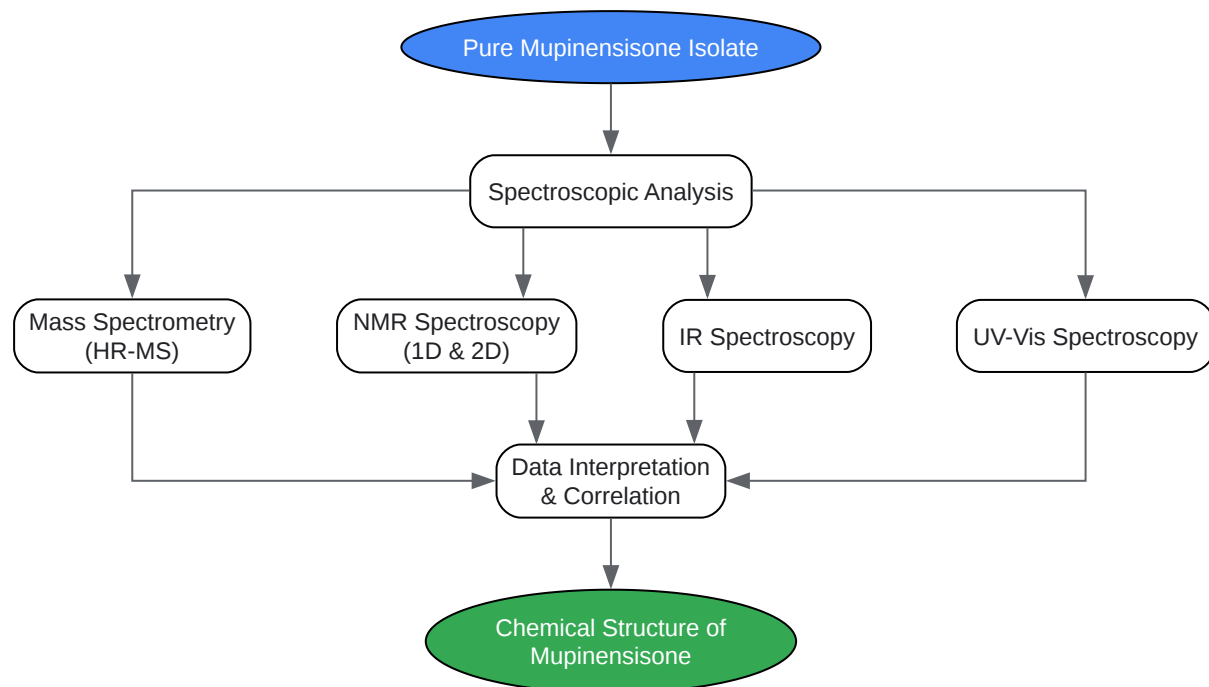 Pure Mupinensisone Isolate
Spectroscopic Analysis
Mass Spectrometry
(HR-MS)
NMR Spectroscopy
(1D & 2D)
IR Spectroscopy
UV-Vis Spectroscopy
Data Interpretation
& Correlation
Chemical Structure of
Mupinensisone